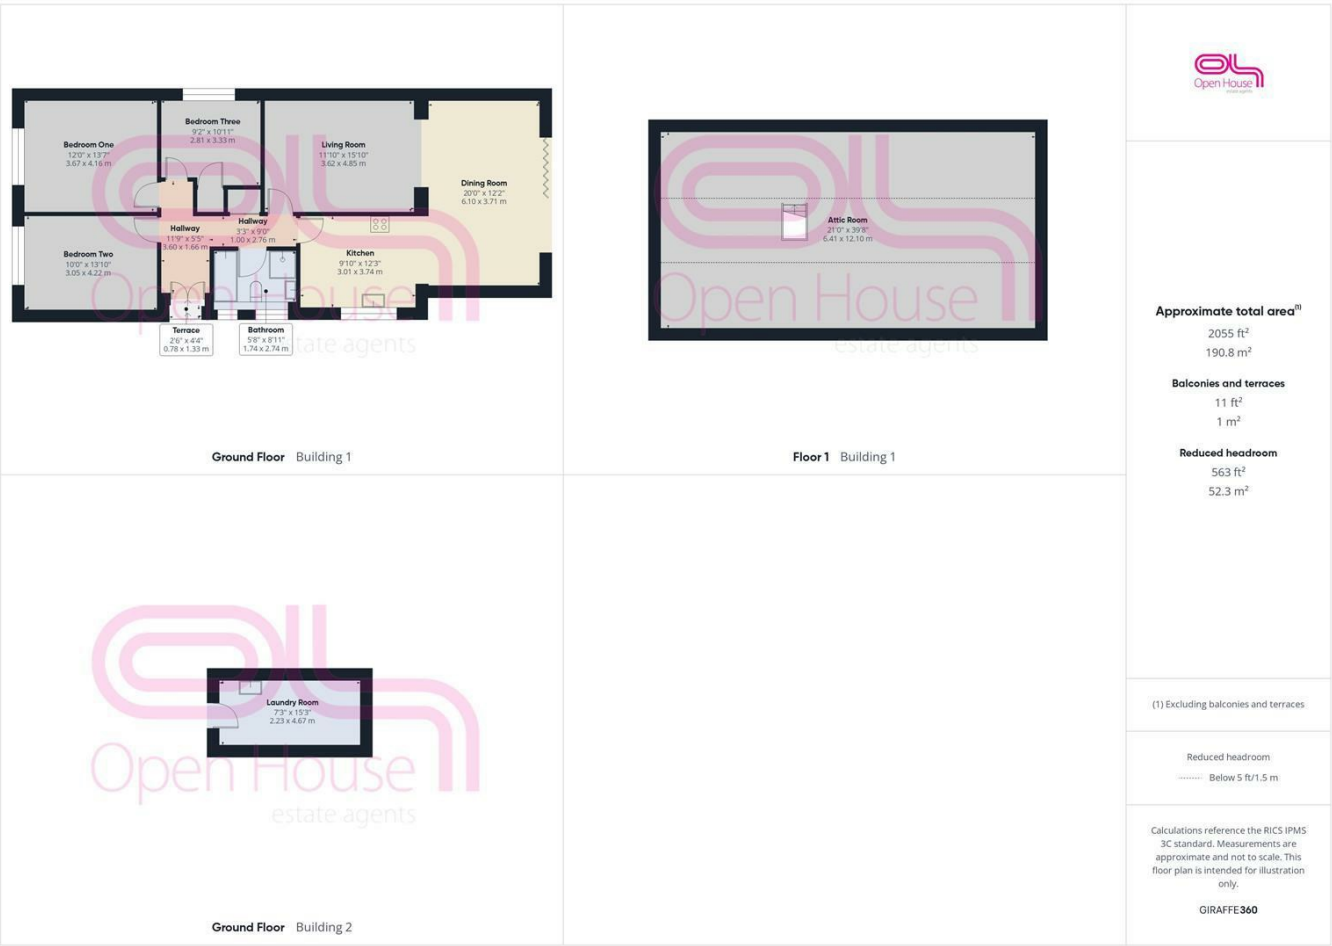 Bedroom One
12'0" x 13'7"
3.67 x 4.16 m
Bedroom Three
9'2" x 10'11"
2.81 x 3.33 m
Living Room
11'10" x 15'10"
3.62 x 4.85 m
Dining Room
20'0" x 12'2"
6.10 x 3.71 m
Hallway
11'9" x 5'5"
3.60 x 1.66 m
Hallway
3'3" x 9'0"
1.00 x 2.76 m
Bedroom Two
10'0" x 13'10"
3.05 x 4.22 m
Kitchen
9'10" x 12'3"
3.01 x 3.74 m
Terrace
2'6" x 4'4"
0.78 x 1.33 m
Bathroom
5'8" x 8'11"
1.74 x 2.74 m
Open House
estate agents
Ground Floor Building 1
Attic Room
21'0" x 39'8"
6.41 x 12.10 m
Open House
estate agents
Floor 1 Building 1
Laundry Room
7'3" x 15'3"
2.23 x 4.67 m
Open House
estate agents
Ground Floor Building 2
Open House
estate agents
Approximate total area(1)
2055 ft²
190.8 m²
Balconies and terraces
11 ft²
1 m²
Reduced headroom
563 ft²
52.3 m²
(1) Excluding balconies and terraces
Reduced headroom
Below 5 ft/1.5 m
Calculations reference the RICS IPMS
3C standard. Measurements are
approximate and not to scale. This
floor plan is intended for illustration
only.
GIRAFFE360